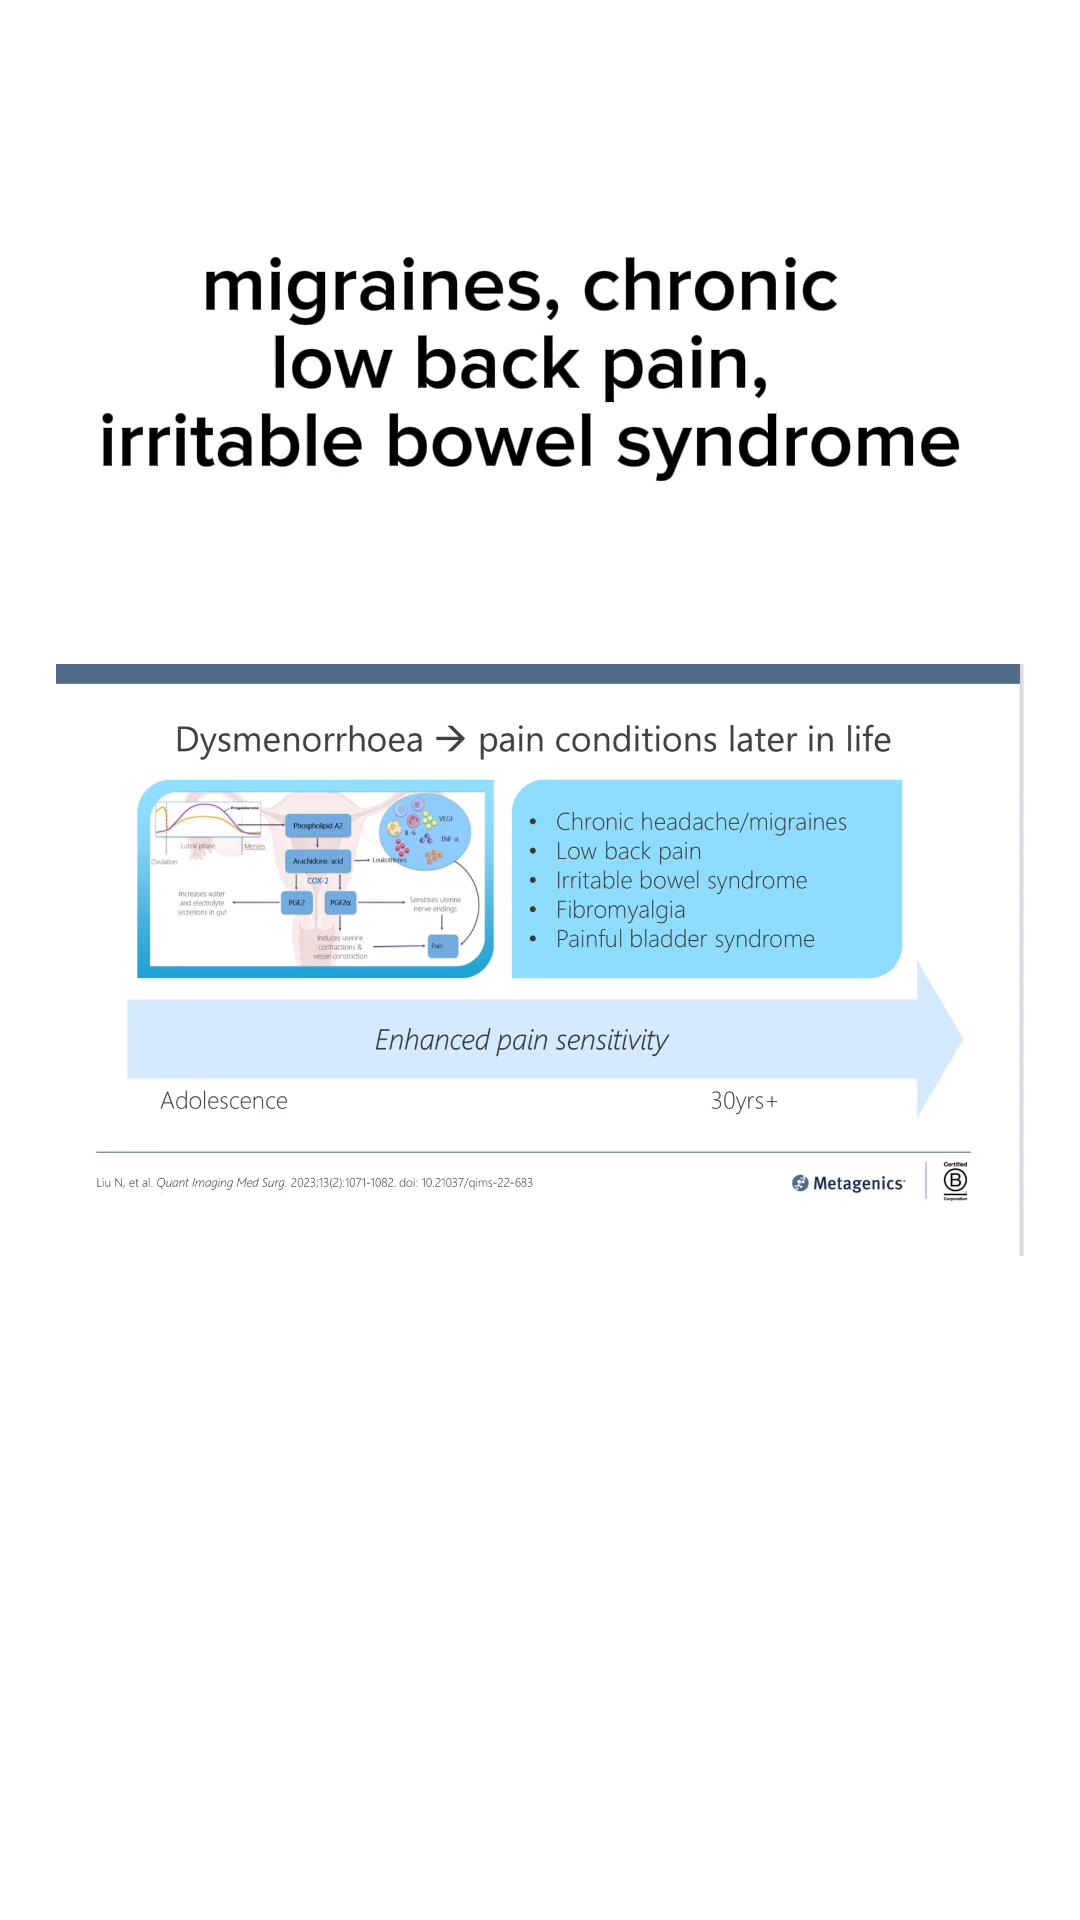 migraines, chronic
low back pain,
irritable bowel syndrome
Dysmenorrhoea → pain conditions later in life
Progesterone
Luteal phase
Menses
Ovulation
Phospholipid A2
Arachidonic acid
Leukotrienes
COX-2
PGE2
PGF2α
Increases water
and electrolyte
secretions in gut
Induces uterine
contractions &
vessel constriction
Sensitises uterine
nerve endings
Pain
VEGF
IL-6
TNF-α
• Chronic headache/migraines
• Low back pain
• Irritable bowel syndrome
• Fibromyalgia
• Painful bladder syndrome
Enhanced pain sensitivity
Adolescence
30yrs+
Liu N, et al. Quant Imaging Med Surg. 2023;13(2):1071-1082. doi: 10.21037/qims-22-683
Metagenics
Certified
B
Corporation